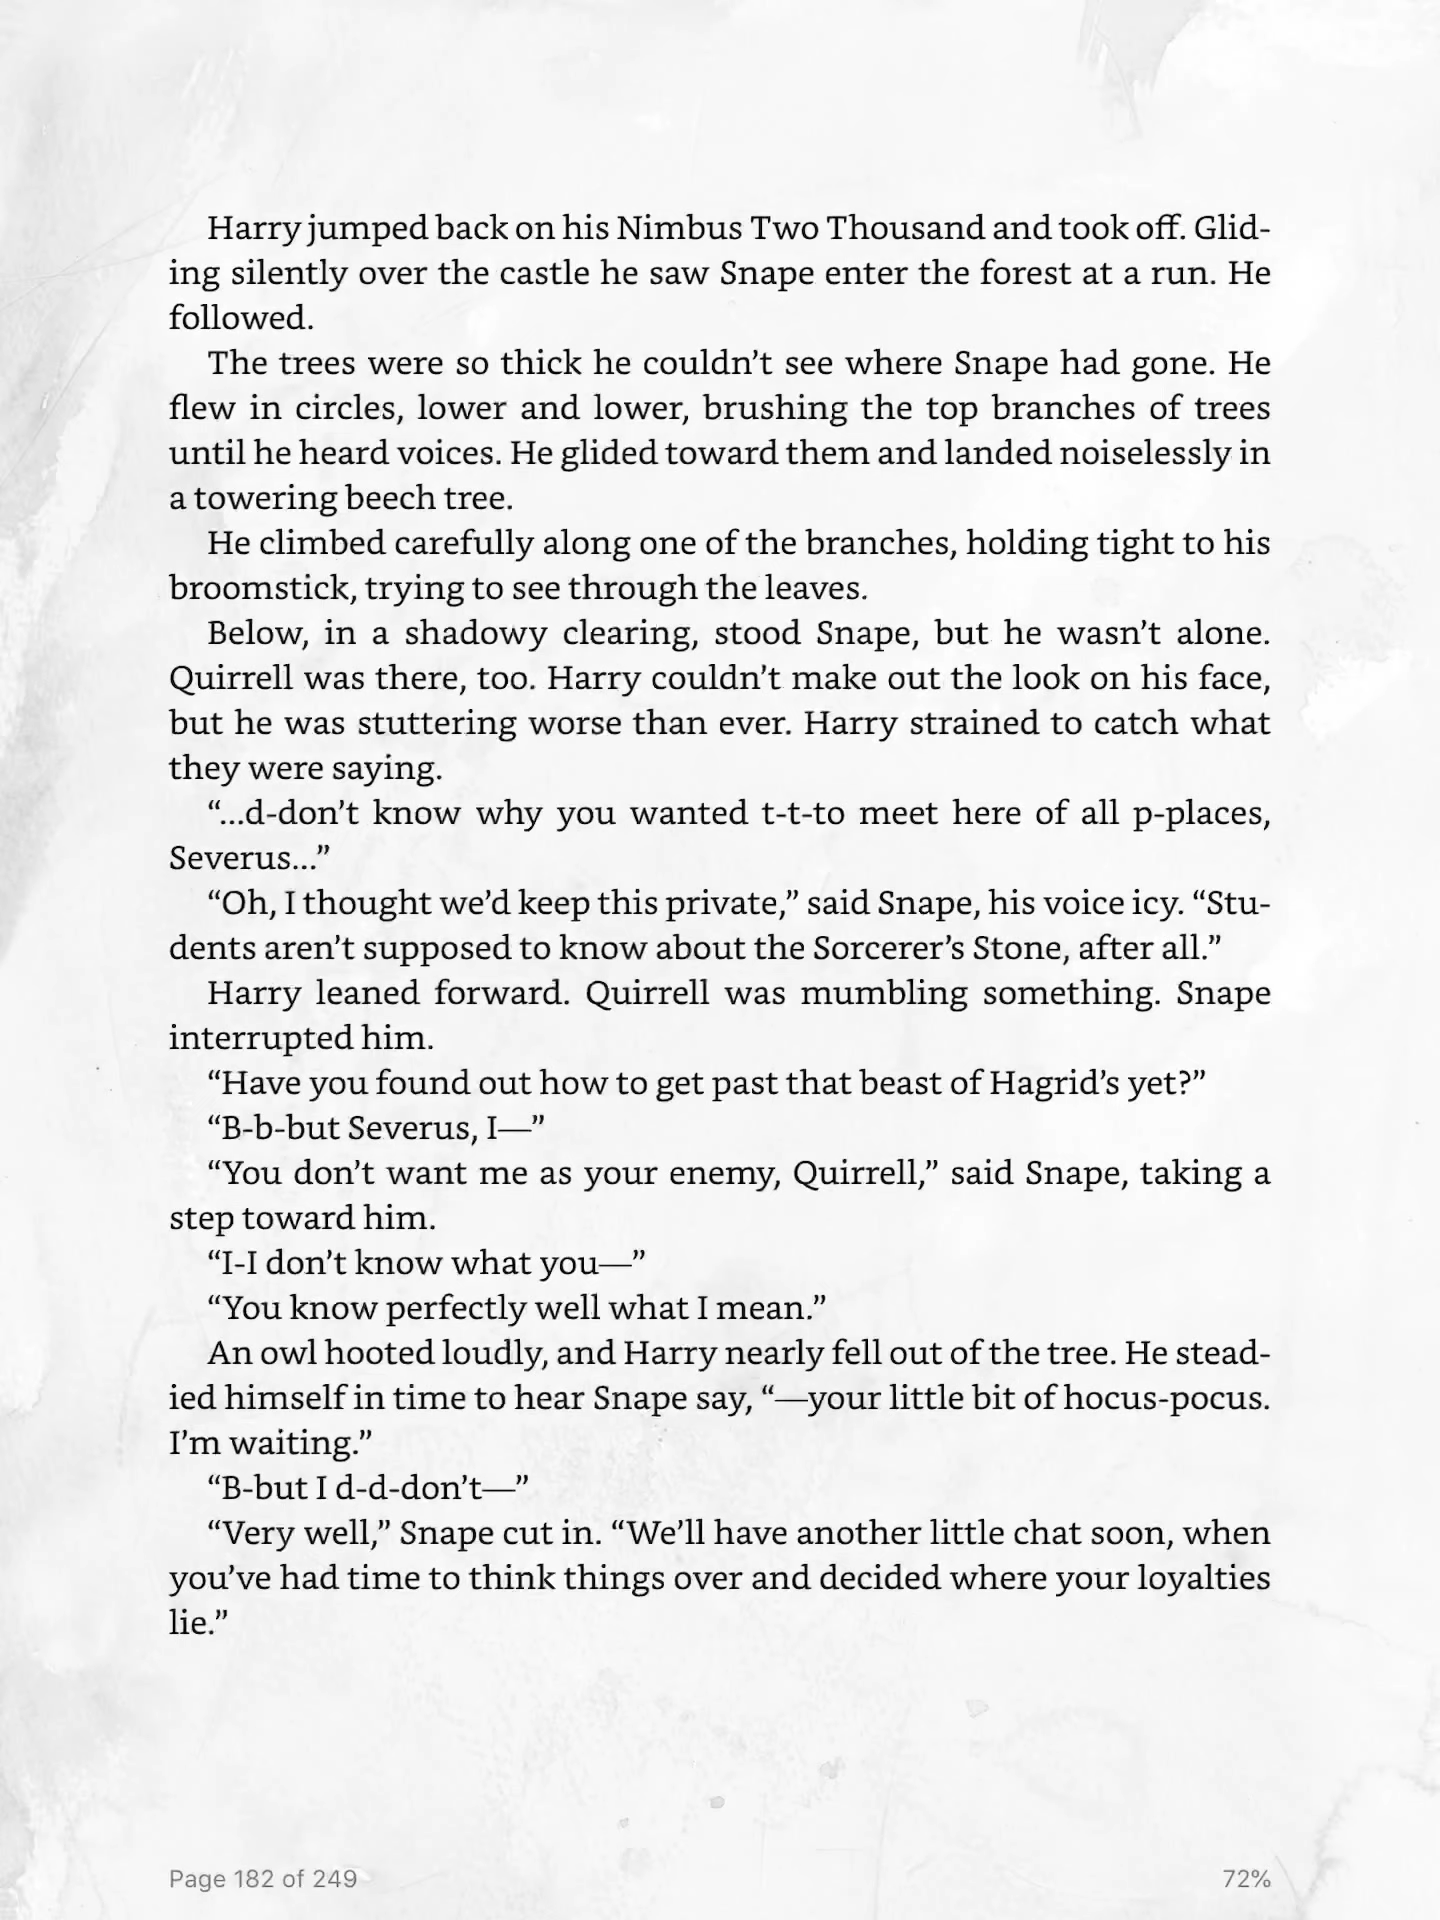 Harry jumped back on his Nimbus Two Thousand and took off. Glid-
ing silently over the castle he saw Snape enter the forest at a run. He
followed.
The trees were so thick he couldn’t see where Snape had gone. He
flew in circles, lower and lower, brushing the top branches of trees
until he heard voices. He glided toward them and landed noiselessly in
a towering beech tree.
He climbed carefully along one of the branches, holding tight to his
broomstick, trying to see through the leaves.
Below, in a shadowy clearing, stood Snape, but he wasn’t alone.
Quirrell was there, too. Harry couldn’t make out the look on his face,
but he was stuttering worse than ever. Harry strained to catch what
they were saying.
“...d-don’t know why you wanted t-t-to meet here of all p-places,
Severus...”
“Oh, I thought we’d keep this private,” said Snape, his voice icy. “Stu-
dents aren’t supposed to know about the Sorcerer’s Stone, after all.”
Harry leaned forward. Quirrell was mumbling something. Snape
interrupted him.
“Have you found out how to get past that beast of Hagrid’s yet?”
“B-b-but Severus, I—”
“You don’t want me as your enemy, Quirrell,” said Snape, taking a
step toward him.
“I-I don’t know what you—”
“You know perfectly well what I mean.”
An owl hooted loudly, and Harry nearly fell out of the tree. He stead-
ied himself in time to hear Snape say, “—your little bit of hocus-pocus.
I’m waiting.”
“B-but I d-d-don’t—”
“Very well,” Snape cut in. “We’ll have another little chat soon, when
you’ve had time to think things over and decided where your loyalties
lie.”
Page 182 of 249 72%